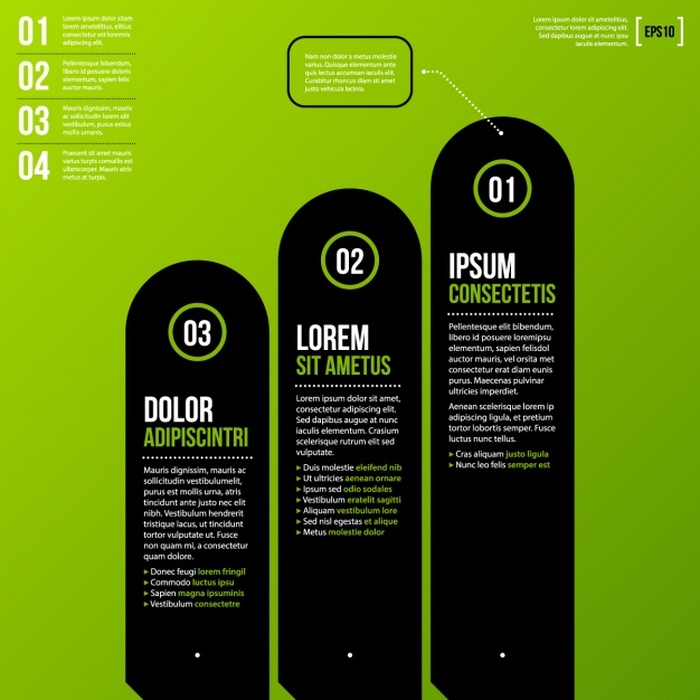 01
Lorem ipsum dolor sitam
lorem ametelitus, elitius
consectetur est loremris
adipiscing elit.
02
Pellentesque bibendum,
libero id posuere doloris
elementum, sapien felis
auctor mauris.
03
Mauris dignissim, mauris
ac sollicitudin lorem elit
vestibulum, purus estius
mollis urnanis.
04
Praesent sit amet mauris
varius turpis convallis est
ullamcorper. Mauris atris
metus at turpis.
Nam non dolor a metus molestie
varius. Quisque elementum ante
quis lectus accumsan iaculis elit.
Curabitur rhoncus diam sit amet
justo vehicula lacinia.
Lorem ipsum dolor sit ametelitius,
consectetur adipiscing elit.
Sed dapibus augue et ipsum elementum,
iaculis elementum.
EPS10
01
IPSUM
CONSECTETIS
Pellentesque elit bibendum,
libero id posuere ipsumors
elementum, sapien felisdol
auctor mauris, vel orsita met
consectetur erat diam eunis
purus. Maecenas pulvinar
ultricies imperdiet.
Aenean scelerisque lorem ip
adipiscing ligula, et pretium
tortor lobortis semper. Fusce
luctus nunc tellus.
Cras aliquam justo ligula
Nunc leo felis semper est
02
LOREM
SIT AMETUS
Lorem ipsum dolor sit amet,
consectetur adipiscing elit.
Sed dapibus augue et ipsum
iaculis elementum. Crasium
scelerisque rutrum elit sed
vulputate.
Duis molestie eleifend nib
Ut ultricies aenean ornare
Ipsum sed odio sodales
Vestibulum eratelit sagitti
Aliquam vestibulum lore
Sed nisl egestas et alique
Metus molestie dolor
03
DOLOR
ADIPISCINTRI
Mauris dignissim, mauris ac
sollicitudin vestibulumelit,
purus est mollis urna, atris
tincidunt ante justo nec elit
nibh. Vestibulum hendrerit
tristique lacus, ut tincidunt
tortor vulputate ut. Fusce
non quam mi, a consectetur
quam dolore.
Donec feugi lorem fringil
Commodo luctus ipsu
Sapien magna ipsuminis
Vestibulum consectetre